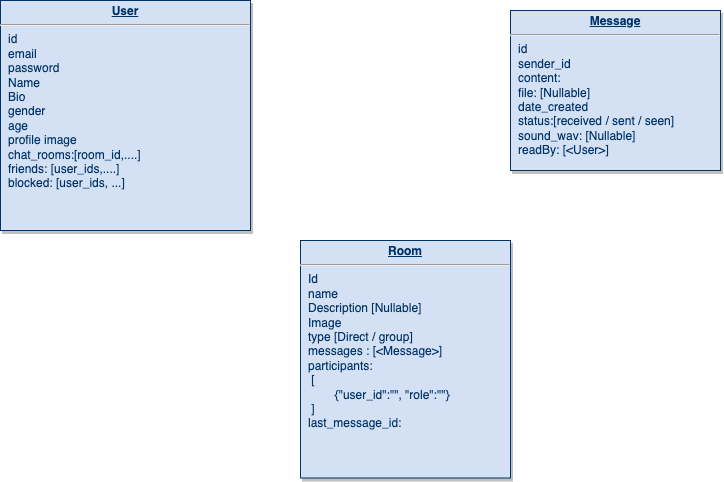 User
id
email
password
Name
Bio
gender
age
profile image
chat_rooms:[room_id,....]
friends: [user_ids,....]
blocked: [user_ids, ...]
Message
id
sender_id
content:
file: [Nullable]
date_created
status:[received / sent / seen]
sound_wav: [Nullable]
readBy: [<User>]
Room
Id
name
Description [Nullable]
Image
type [Direct / group]
messages : [<Message>]
participants:
[
{"user_id":"", "role":""}
]
last_message_id: